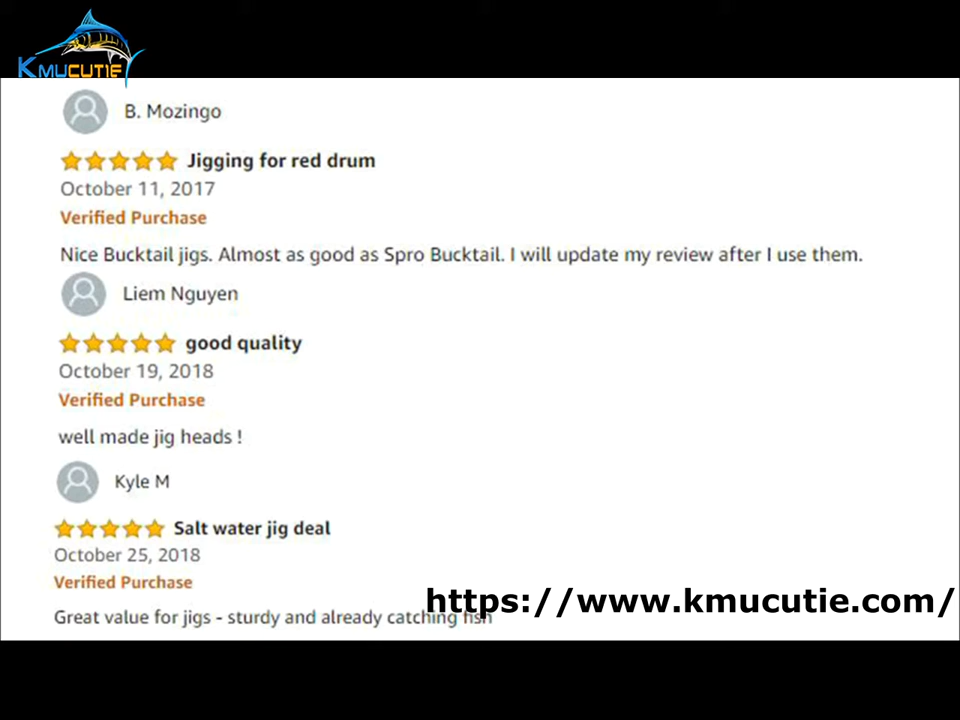 KMUCUTIE
B. Mozingo
Jigging for red drum
October 11, 2017
Verified Purchase
Nice Bucktail jigs. Almost as good as Spro Bucktail. I will update my review after I use them.
Liem Nguyen
good quality
October 19, 2018
Verified Purchase
well made jig heads !
Kyle M
Salt water jig deal
October 25, 2018
Verified Purchase
https://www.kmucutie.com/
Great value for jigs - sturdy and already catching fish